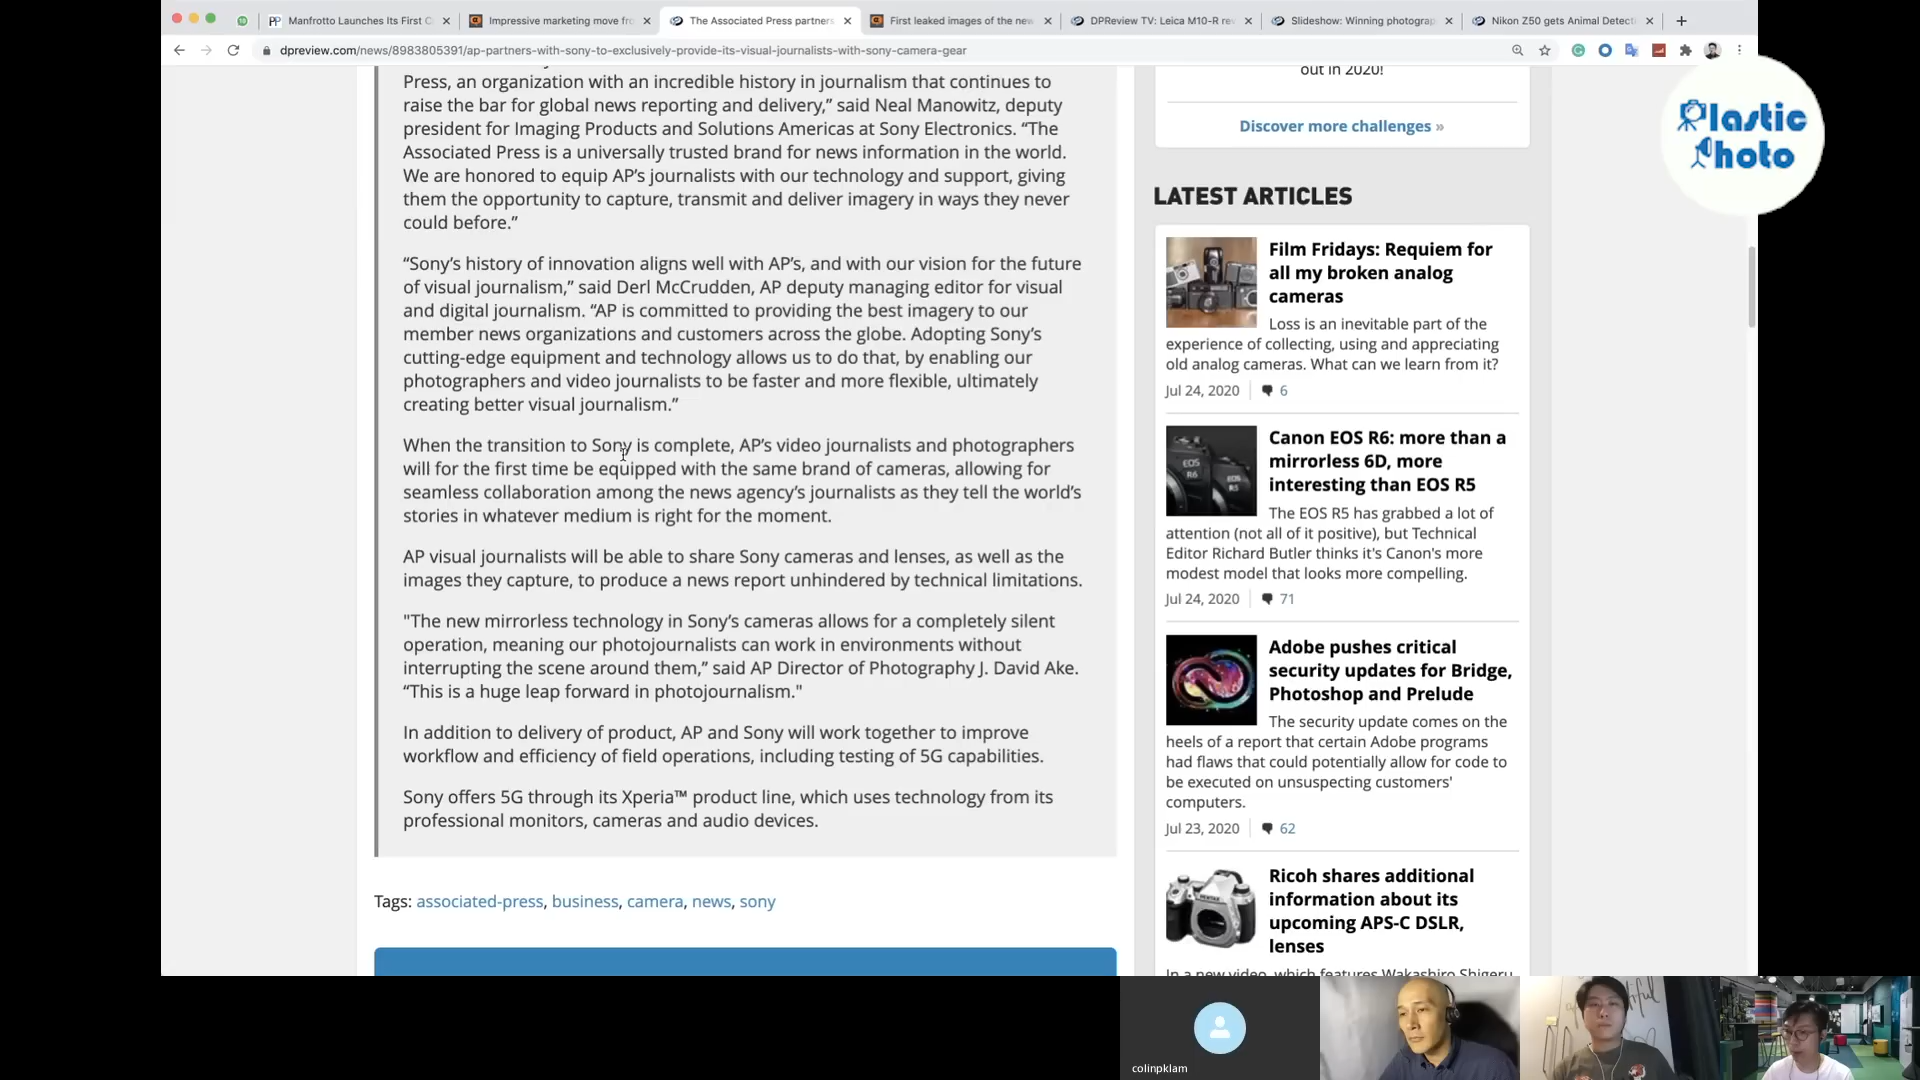 Manfrotto Launches Its First C
Impressive marketing move fro
The Associated Press partners
First leaked images of the new
DPReview TV: Leica M10-R rev
Slideshow: Winning photograp
Nikon Z50 gets Animal Detecti
dpreview.com/news/8983805391/ap-partners-with-sony-to-exclusively-provide-its-visual-journalists-with-sony-camera-gear
Press, an organization with an incredible history in journalism that continues to
raise the bar for global news reporting and delivery,” said Neal Manowitz, deputy
president for Imaging Products and Solutions Americas at Sony Electronics. “The
Associated Press is a universally trusted brand for news information in the world.
We are honored to equip AP’s journalists with our technology and support, giving
them the opportunity to capture, transmit and deliver imagery in ways they never
could before.”
“Sony’s history of innovation aligns well with AP’s, and with our vision for the future
of visual journalism,” said Derl McCrudden, AP deputy managing editor for visual
and digital journalism. “AP is committed to providing the best imagery to our
member news organizations and customers across the globe. Adopting Sony’s
cutting-edge equipment and technology allows us to do that, by enabling our
photographers and video journalists to be faster and more flexible, ultimately
creating better visual journalism.”
When the transition to Sony is complete, AP’s video journalists and photographers
will for the first time be equipped with the same brand of cameras, allowing for
seamless collaboration among the news agency’s journalists as they tell the world’s
stories in whatever medium is right for the moment.
AP visual journalists will be able to share Sony cameras and lenses, as well as the
images they capture, to produce a news report unhindered by technical limitations.
"The new mirrorless technology in Sony’s cameras allows for a completely silent
operation, meaning our photojournalists can work in environments without
interrupting the scene around them,” said AP Director of Photography J. David Ake.
“This is a huge leap forward in photojournalism."
In addition to delivery of product, AP and Sony will work together to improve
workflow and efficiency of field operations, including testing of 5G capabilities.
Sony offers 5G through its Xperia™ product line, which uses technology from its
professional monitors, cameras and audio devices.
Tags: associated-press, business, camera, news, sony
out in 2020!
Discover more challenges »
LATEST ARTICLES
Film Fridays: Requiem for
all my broken analog
cameras
Loss is an inevitable part of the
experience of collecting, using and appreciating
old analog cameras. What can we learn from it?
Jul 24, 2020 6
Canon EOS R6: more than a
mirrorless 6D, more
interesting than EOS R5
The EOS R5 has grabbed a lot of
attention (not all of it positive), but Technical
Editor Richard Butler thinks it's Canon's more
modest model that looks more compelling.
Jul 24, 2020 71
Adobe pushes critical
security updates for Bridge,
Photoshop and Prelude
The security update comes on the
heels of a report that certain Adobe programs
had flaws that could potentially allow for code to
be executed on unsuspecting customers'
computers.
Jul 23, 2020 62
Ricoh shares additional
information about its
upcoming APS-C DSLR,
lenses
In a new video, which features Wakashiro Shigeru
Plastic
Photo
EOS
R6
EOS
R5
PENTAX
colinpklam